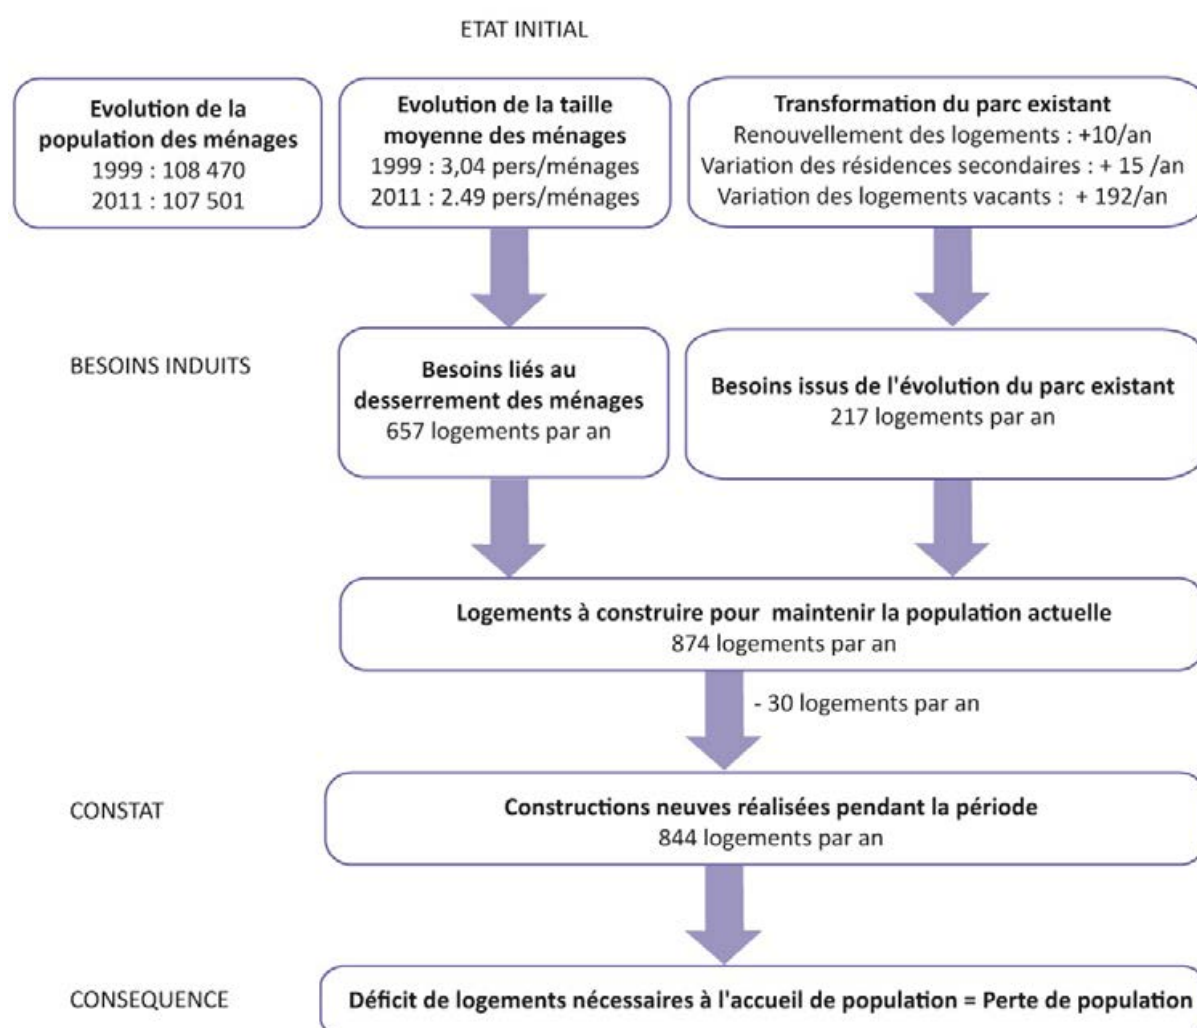 ETAT INITIAL
Evolution de la
population des ménages
1999 : 108 470
2011 : 107 501
Evolution de la taille
moyenne des ménages
1999 : 3,04 pers/ménages
2011 : 2.49 pers/ménages
Transformation du parc existant
Renouvellement des logements : +10/an
Variation des résidences secondaires : + 15 /an
Variation des logements vacants : + 192/an
BESOINS INDUITS
Besoins liés au
desserrement des ménages
657 logements par an
Besoins issus de l'évolution du parc existant
217 logements par an
Logements à construire pour maintenir la population actuelle
874 logements par an
- 30 logements par an
CONSTAT
Constructions neuves réalisées pendant la période
844 logements par an
CONSEQUENCE
Déficit de logements nécessaires à l'accueil de population = Perte de population